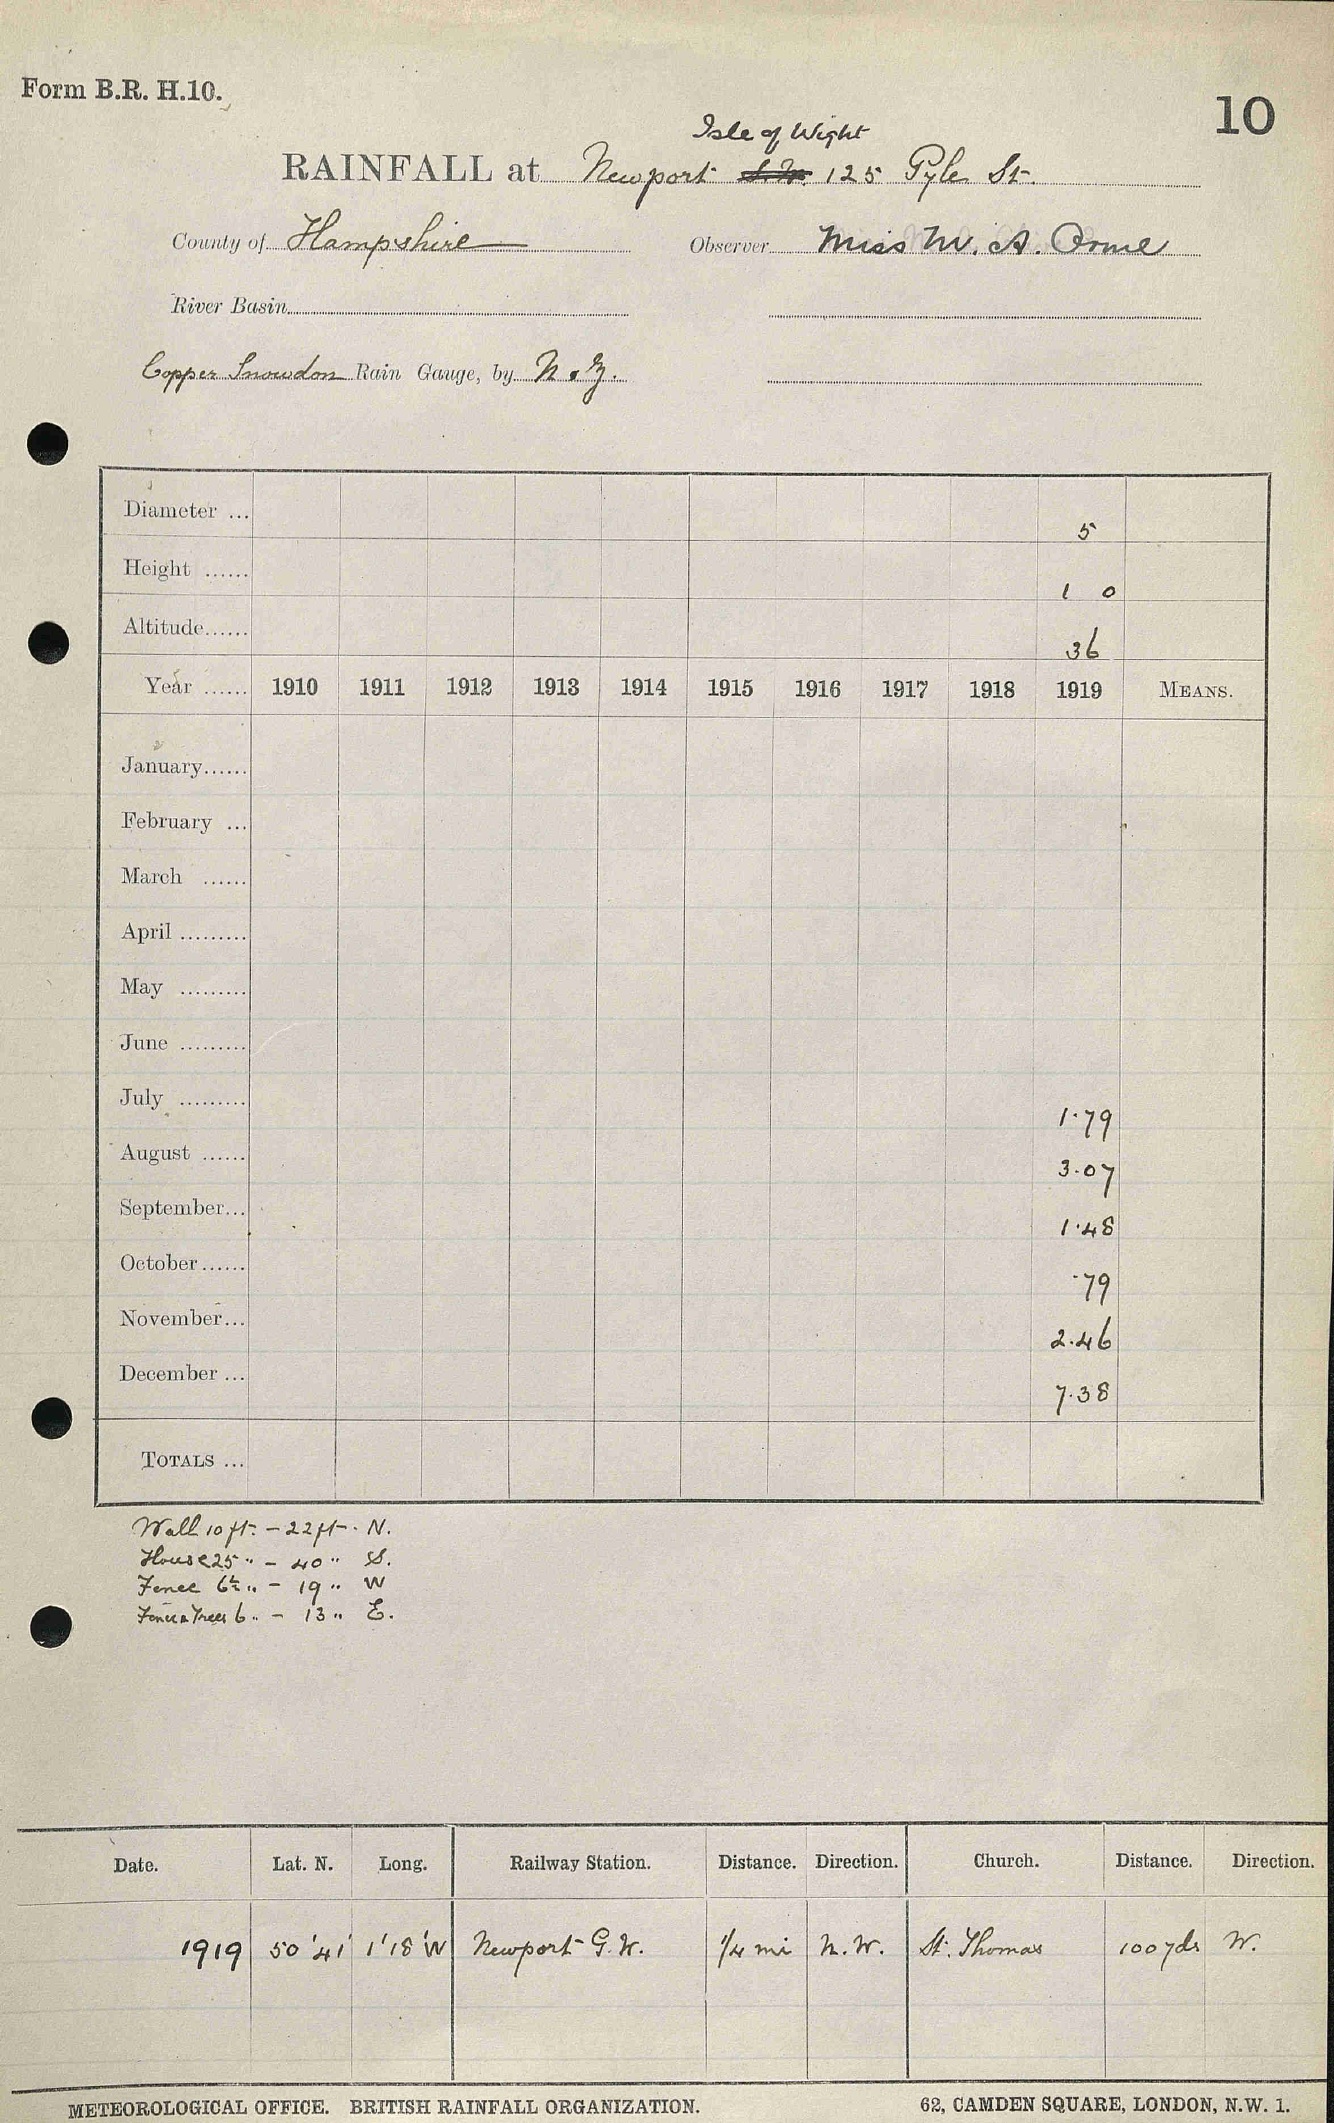 Form B.R. H.10.
10
Isle of Wight
RAINFALL at Newport I.W. 125 Pyle St.
County of Hampshire Observer Miss M. A. Orme
River Basin
Copper Snowdon Rain Gauge, by N. & Z.
Diameter ... 5
Height ...... 1 0
Altitude...... 36
Year ...... 1910 1911 1912 1913 1914 1915 1916 1917 1918 1919 MEANS.
January......
February ...
March ......
April .........
May .........
June .........
July ......... 1.79
August ...... 3.07
September... 1.48
October...... .79
November... 2.46
December ... 7.38
TOTALS ...
Wall 10 ft. - 22 ft. N.
House 25 " - 40 " S.
Fence 6½ " - 19 " W
Fence & Trees 6 " - 13 " E.
Date. Lat. N. Long. Railway Station. Distance. Direction. Church. Distance. Direction.
1919 50°41' 1°18'W Newport G.W. 1/4 mi N.W. St. Thomas 100 yds W.
METEOROLOGICAL OFFICE. BRITISH RAINFALL ORGANIZATION. 62, CAMDEN SQUARE, LONDON, N.W. 1.